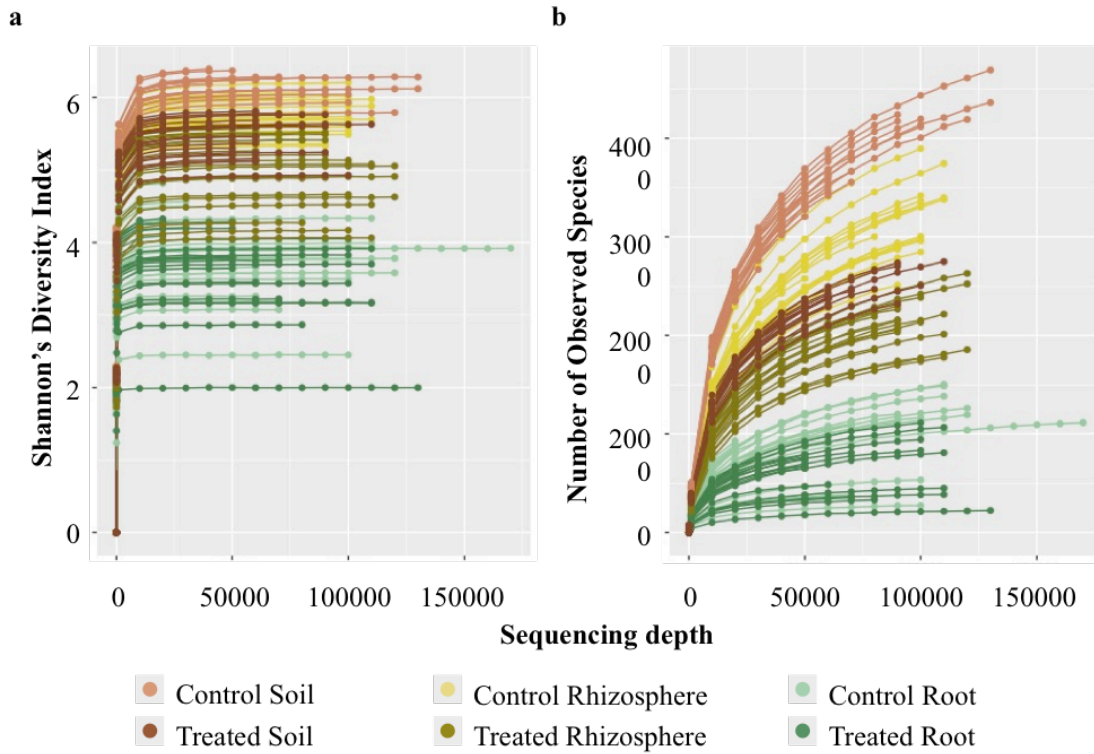 a
b
Shannon's Diversity Index
6
4
2
0
0 50000 100000 150000
Number of Observed Species
400
0
300
0
200
0
200
0
0
0 50000 100000 150000
Sequencing depth
Control Soil
Control Rhizosphere
Control Root
Treated Soil
Treated Rhizosphere
Treated Root